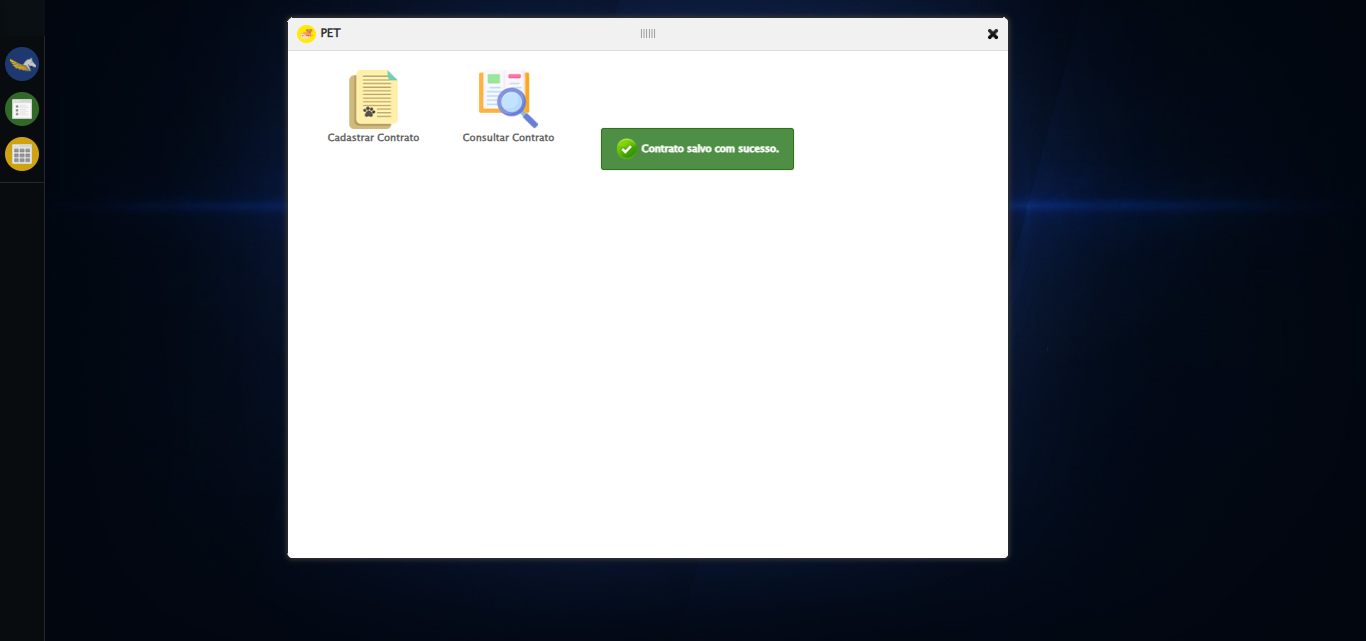 PET
Cadastrar Contrato
Consultar Contrato
Contrato salvo com sucesso.